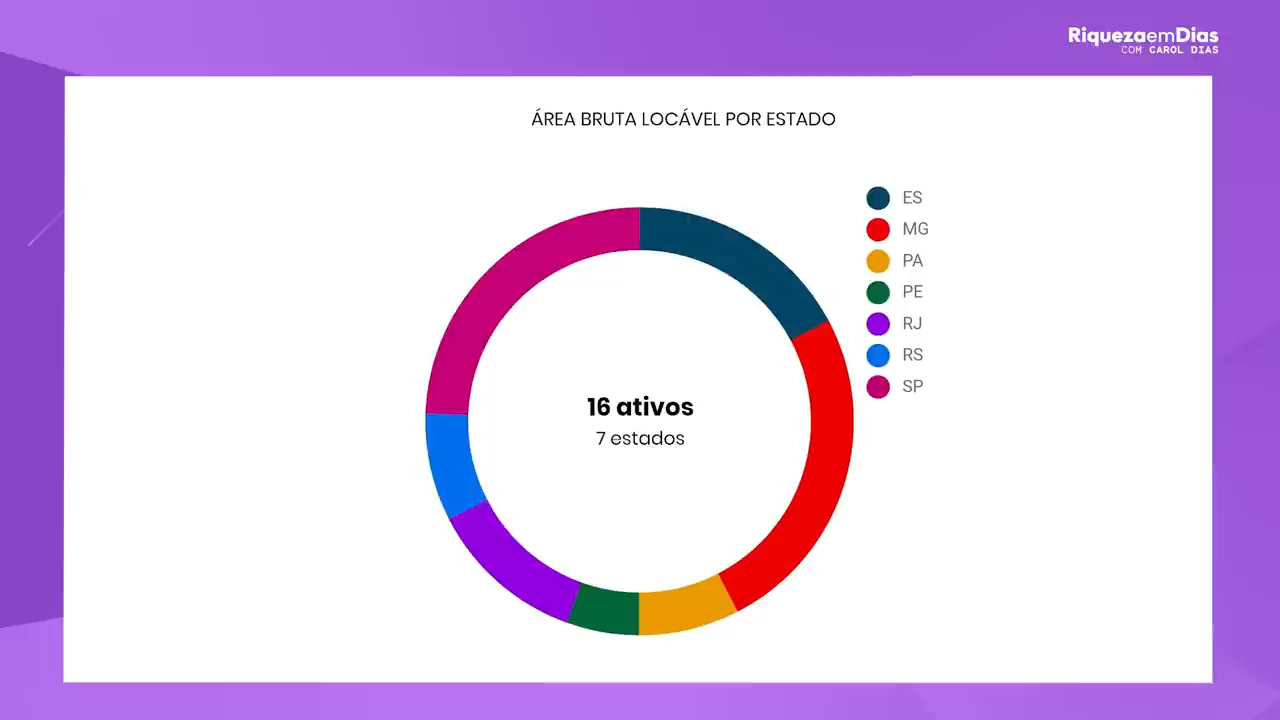 RiquezaemDias
COM CAROL DIAS
ÁREA BRUTA LOCÁVEL POR ESTADO
ES
MG
PA
PE
RJ
RS
SP
16 ativos
7 estados